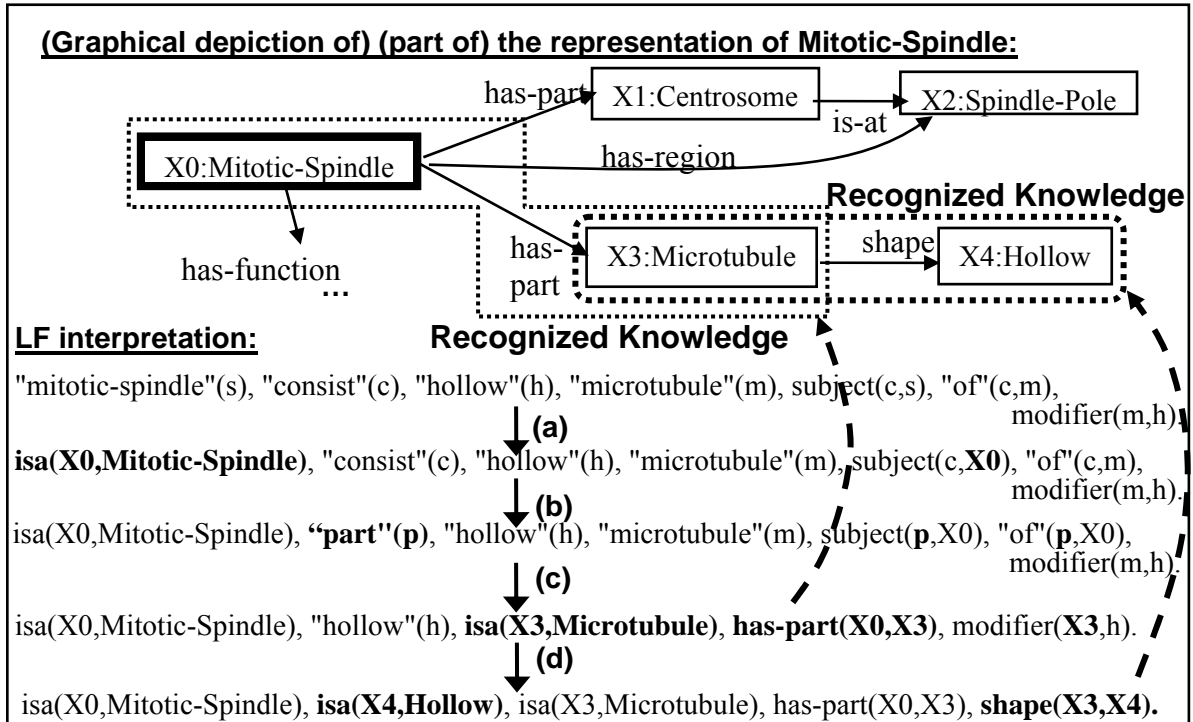 (Graphical depiction of) (part of) the representation of Mitotic-Spindle:
has-part
X1:Centrosome
X2:Spindle-Pole
is-at
X0:Mitotic-Spindle
has-region
Recognized Knowledge
has-
part
X3:Microtubule
shape
X4:Hollow
has-function
...
LF interpretation:
Recognized Knowledge
"mitotic-spindle"(s), "consist"(c), "hollow"(h), "microtubule"(m), subject(c,s), "of"(c,m),
modifier(m,h).
(a)
isa(X0,Mitotic-Spindle), "consist"(c), "hollow"(h), "microtubule"(m), subject(c,X0), "of"(c,m),
modifier(m,h).
(b)
isa(X0,Mitotic-Spindle), “part"(p), "hollow"(h), "microtubule"(m), subject(p,X0), "of"(p,X0),
modifier(m,h).
(c)
isa(X0,Mitotic-Spindle), "hollow"(h), isa(X3,Microtubule), has-part(X0,X3), modifier(X3,h).
(d)
isa(X0,Mitotic-Spindle), isa(X4,Hollow), isa(X3,Microtubule), has-part(X0,X3), shape(X3,X4).